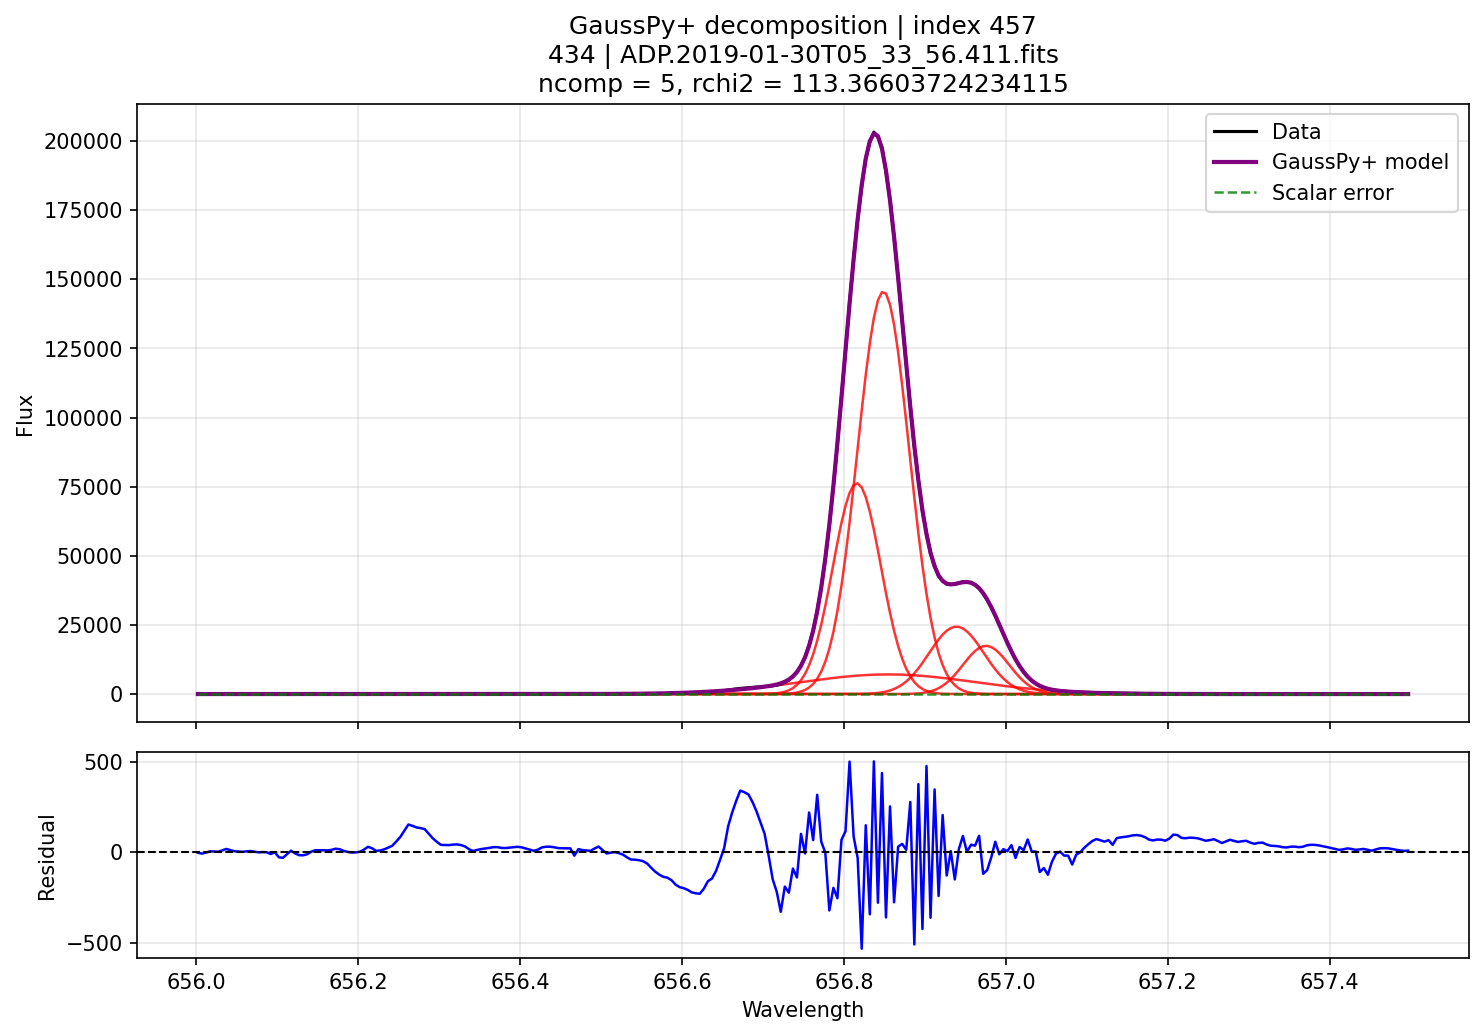 GaussPy+ decomposition | index 457
434 | ADP.2019-01-30T05_33_56.411.fits
ncomp = 5, rchi2 = 113.36603724234115
Data
GaussPy+ model
Scalar error
200000
175000
150000
125000
100000
75000
50000
25000
0
Flux
500
0
−500
Residual
656.0
656.2
656.4
656.6
656.8
657.0
657.2
657.4
Wavelength